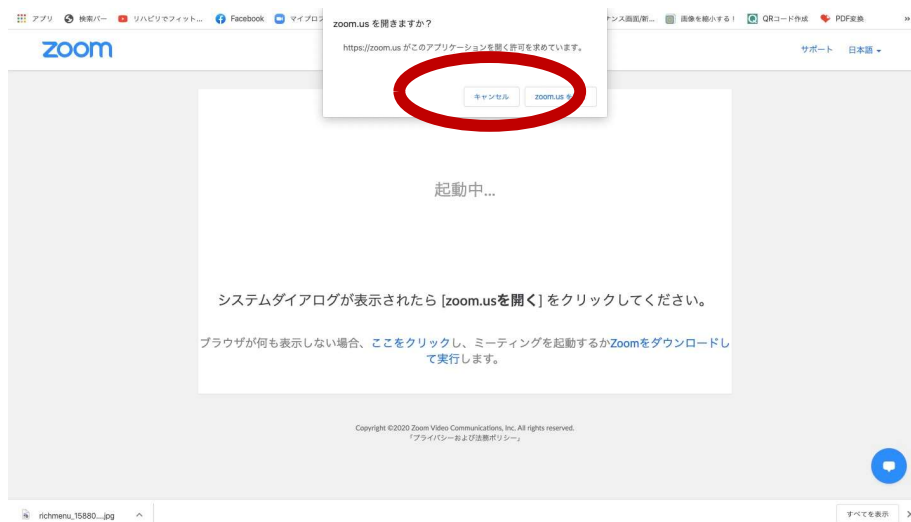 アプリ 検索バー リハビリでフィット... Facebook マイプロフ ンス画面/新... 画像を縮小する! QRコード作成 PDF変換 »
zoom.us を開きますか?
https://zoom.us がこのアプリケーションを開く許可を求めています。
キャンセル zoom.us を
zoom サポート 日本語
起動中...
システムダイアログが表示されたら [zoom.usを開く] をクリックしてください。
ブラウザが何も表示しない場合、ここをクリックし、ミーティングを起動するかZoomをダウンロードし
て実行します。
Copyright ©2020 Zoom Video Communications, Inc. All rights reserved.
「プライバシーおよび法務ポリシー」
richmenu_15880....jpg すべてを表示